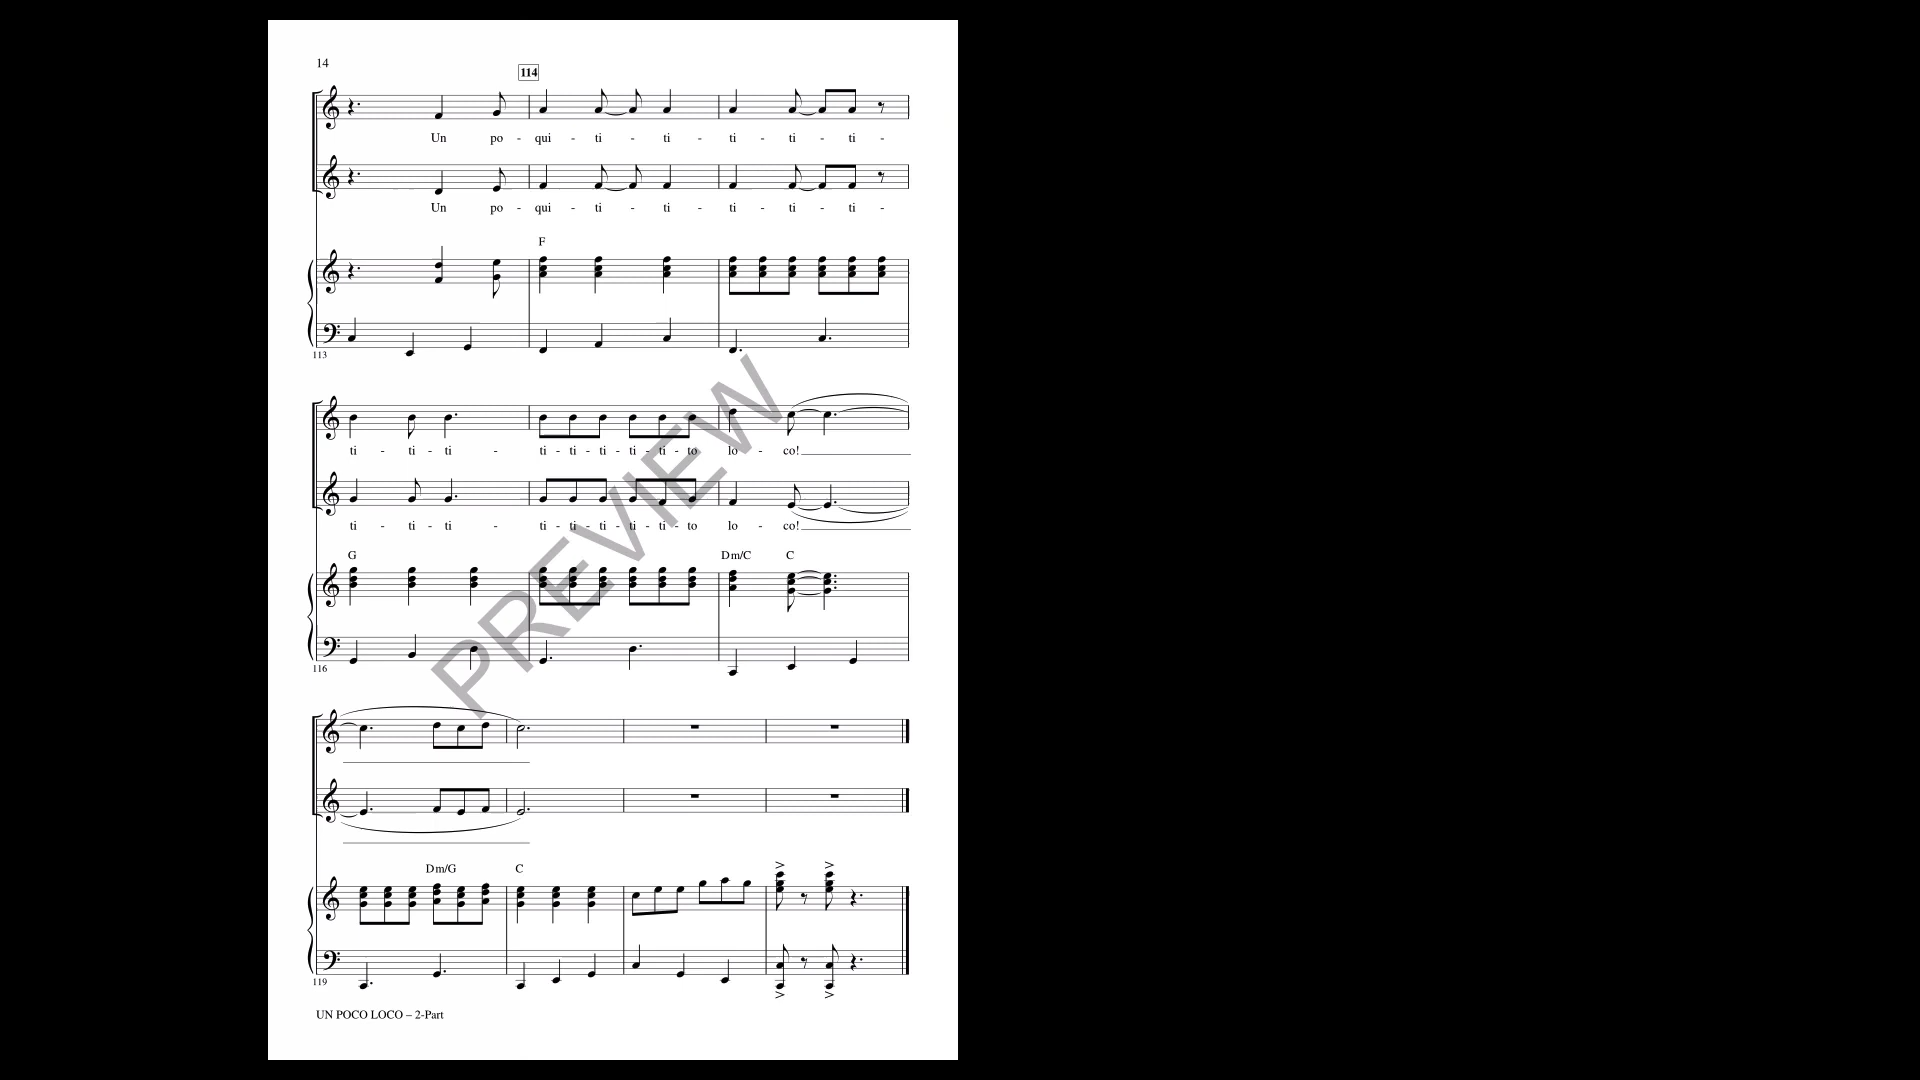 14
114
Un po - qui - ti - ti - ti - ti - ti -
Un po - qui - ti - ti - ti - ti - ti -
F
113
ti - ti - ti - ti - ti - ti - ti - ti - to lo - co!
ti - ti - ti - ti - ti - ti - ti - ti - to lo - co!
G Dm/C C
116
PREVIEW
Dm/G C
119
UN POCO LOCO – 2-Part